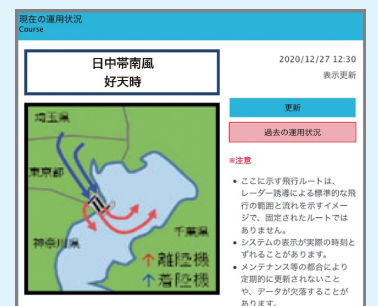 現在の運用状況
Course
日中帯南風
好天時
2020/12/27 12:30
表示更新
更新
過去の運用状況
※注意
• ここに示す飛行ルートは、
レーダー誘導による標準的な飛
行の範囲と流れを示すイメー
ジで、固定されたルートでは
ありません。
• システムの表示が実際の時刻と
ずれることがあります。
• メンテナンス等の都合により
定期的に更新されないこと
や、データが欠落することが
あります。
埼玉県
東京都
千葉県
神奈川県
↑離陸機
↑着陸機